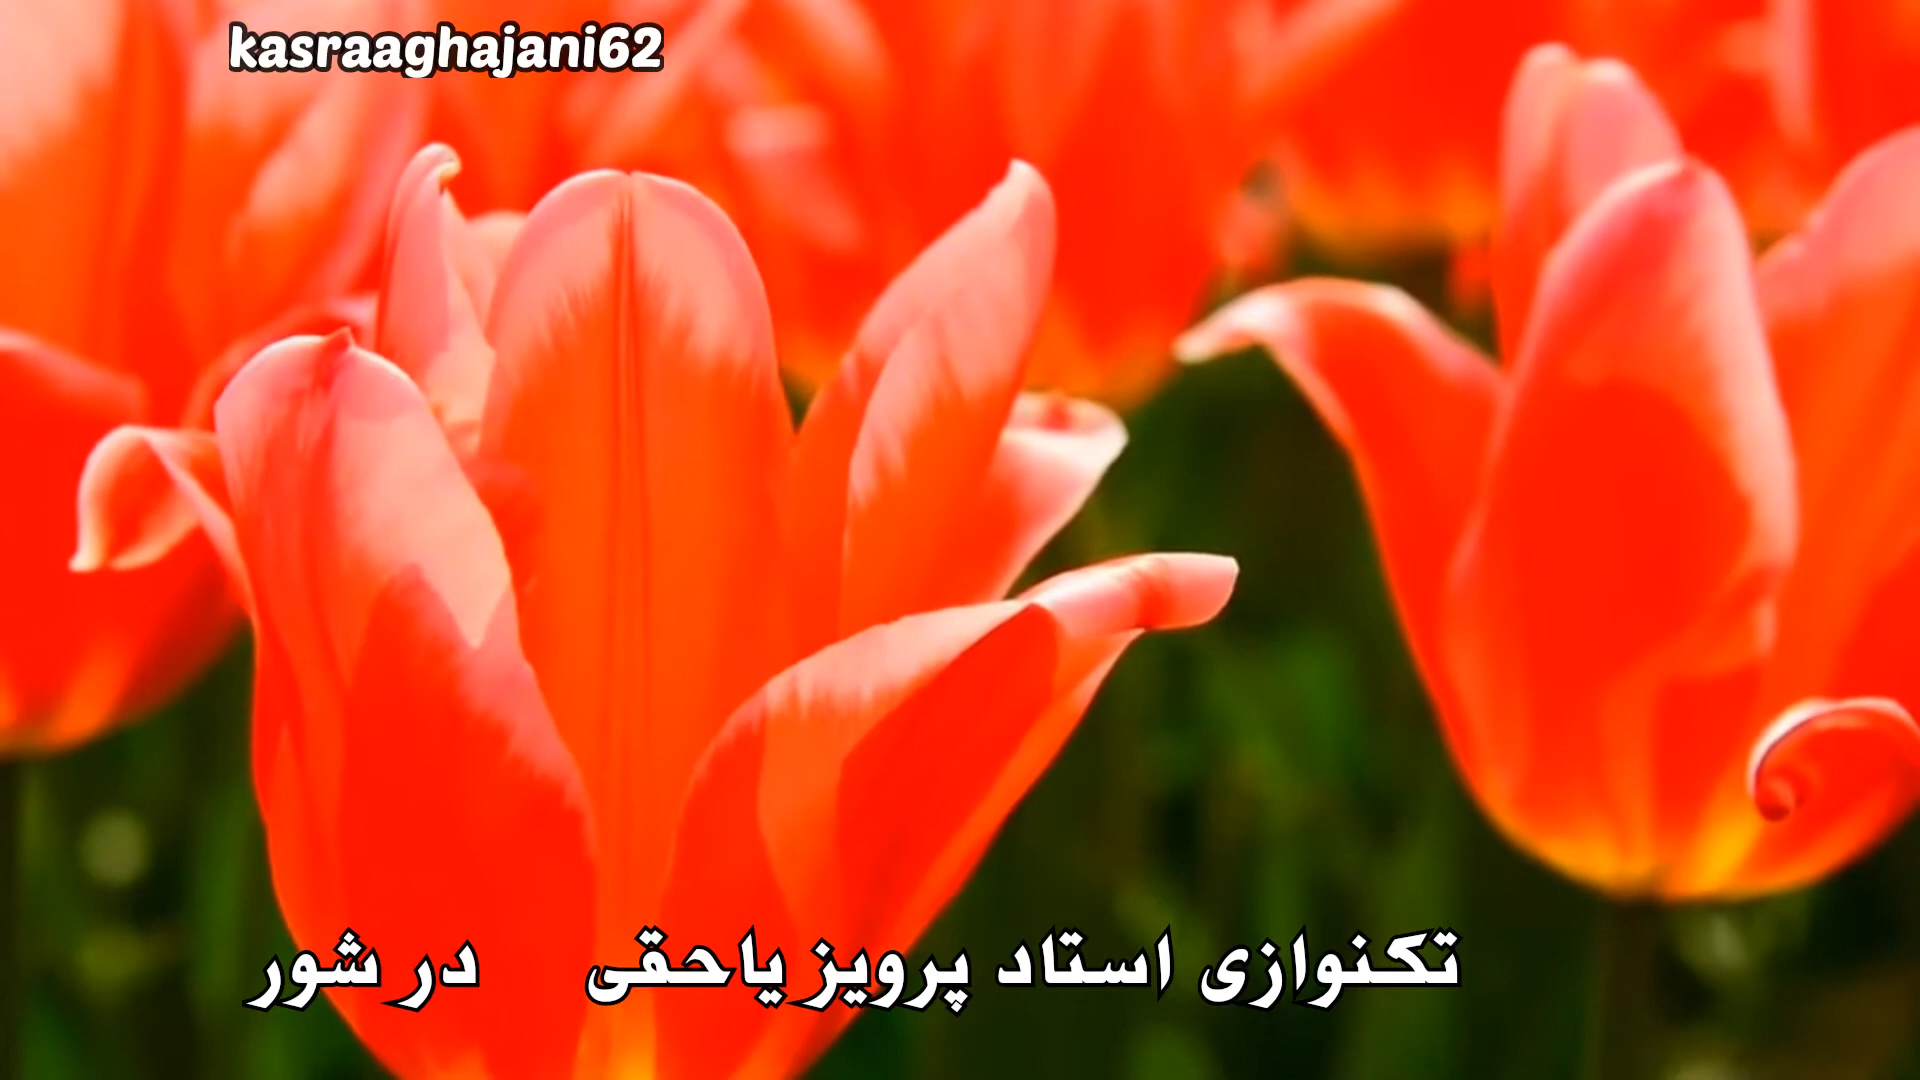 kasraaghajani62
تکنوازی استاد پرویز یاحقی در شور